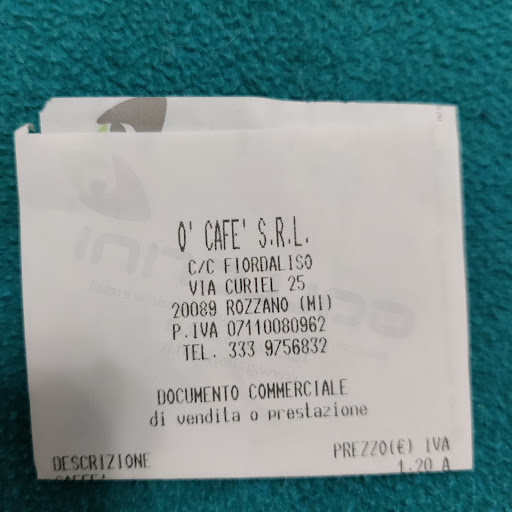 O' CAFE' S.R.L.
C/C FIORDALISO
VIA CURIEL 25
20089 ROZZANO (MI)
P.IVA 07110080962
TEL. 333 9756832
DOCUMENTO COMMERCIALE
di vendita o prestazione
DESCRIZIONE PREZZO(€) IVA
CAFFE' 1.20 A